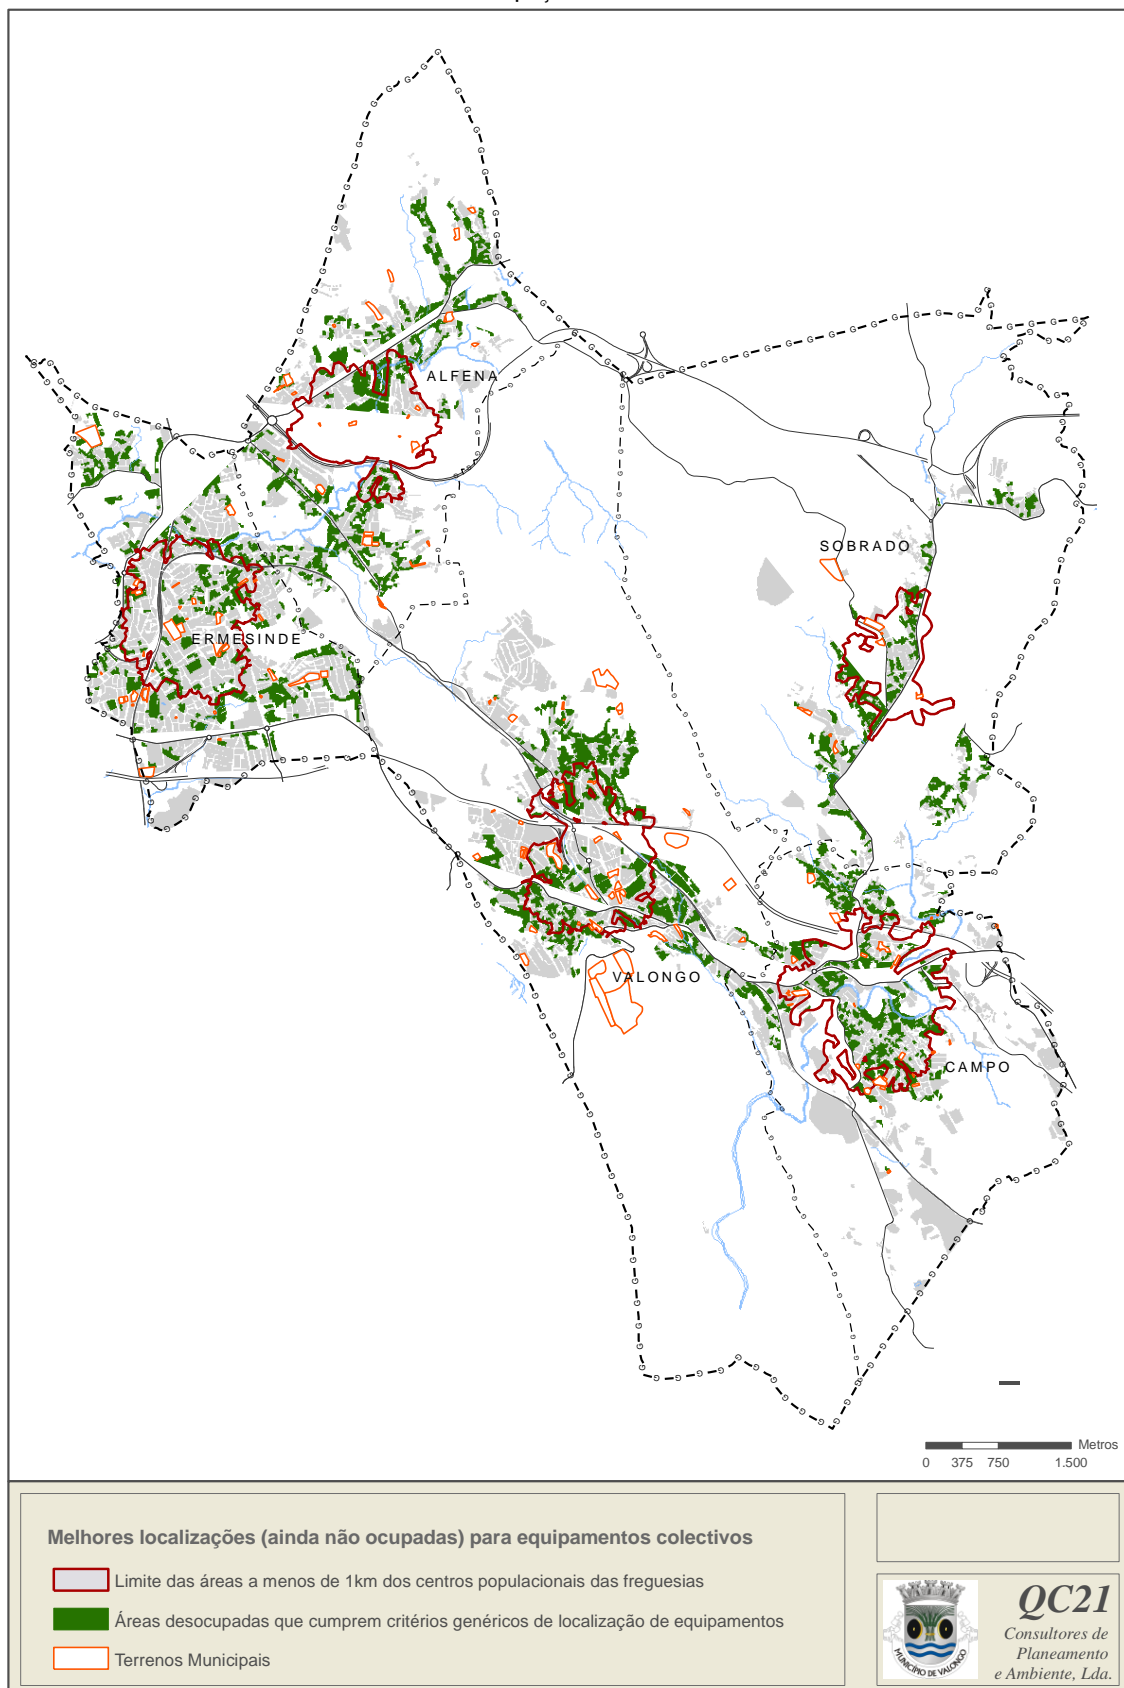 ALFENA
SOBRADO
ERMESINDE
VALONGO
CAMPO
Metros
0 375 750 1.500
Melhores localizações (ainda não ocupadas) para equipamentos colectivos
Limite das áreas a menos de 1km dos centros populacionais das freguesias
Áreas desocupadas que cumprem critérios genéricos de localização de equipamentos
Terrenos Municipais
MUNICÍPIO DE VALONGO
QC21
Consultores de
Planeamento
e Ambiente, Lda.